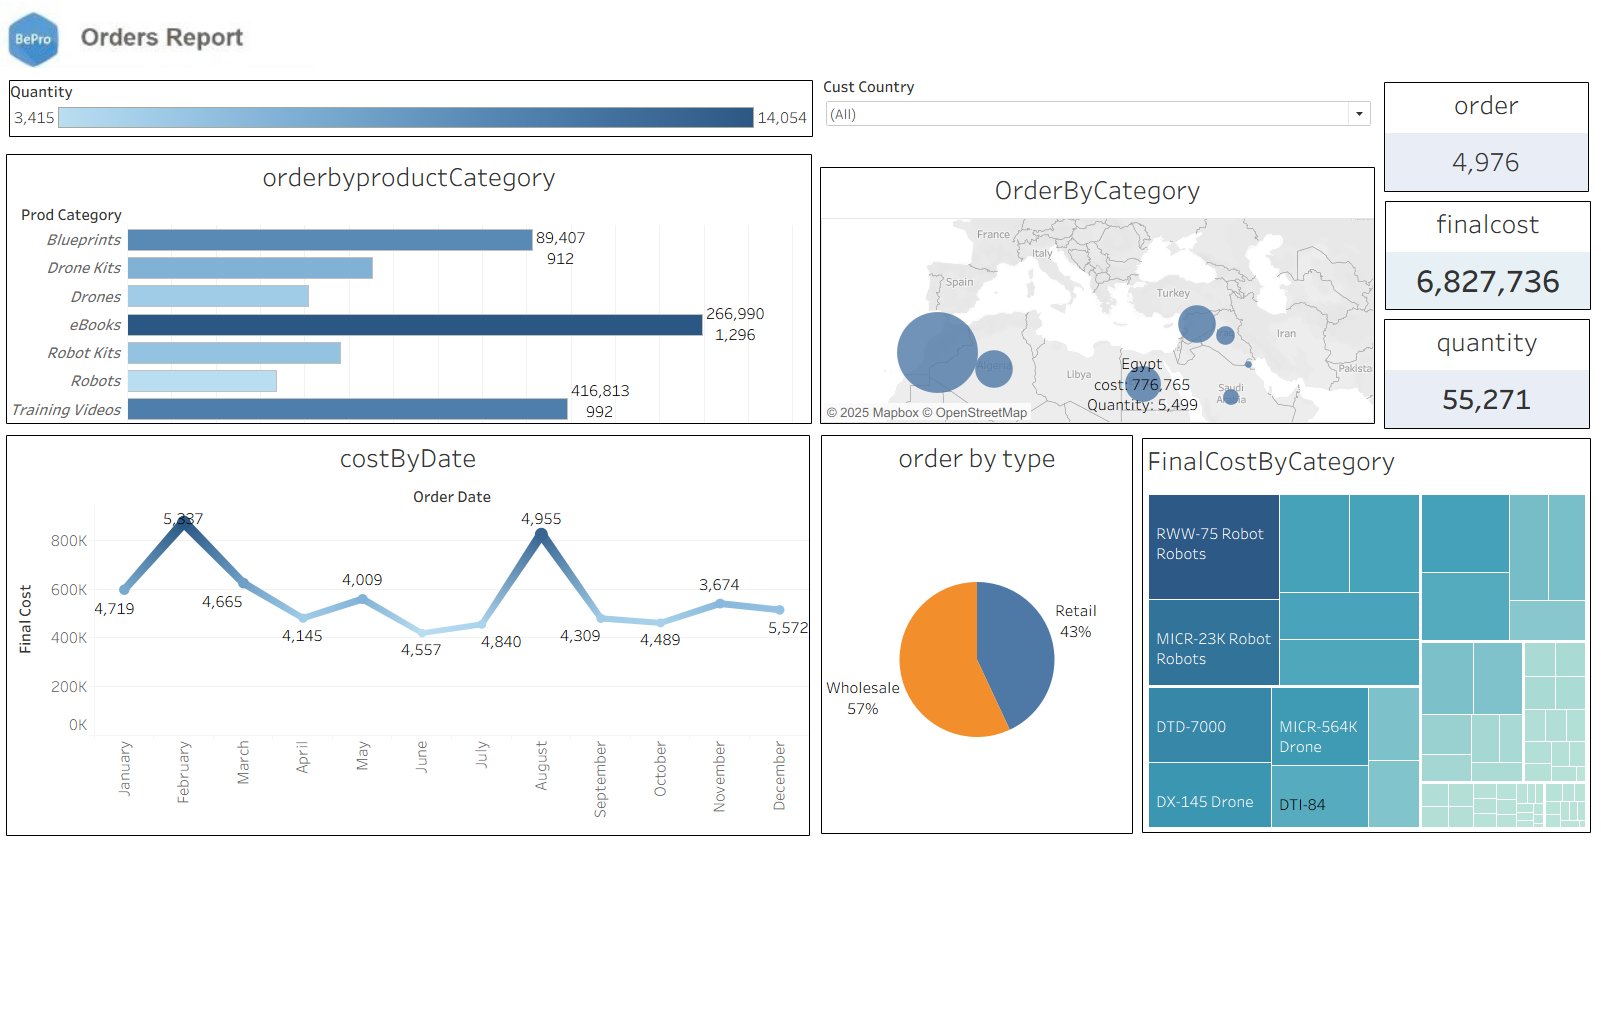 BePro
Orders Report
Quantity
3,415
14,054
Cust Country
(All)
order
4,976
finalcost
6,827,736
quantity
55,271
orderbyproductCategory
Prod Category
Blueprints
89,407
912
Drone Kits
Drones
eBooks
266,990
1,296
Robot Kits
Robots
Training Videos
416,813
992
OrderByCategory
France
Italy
Spain
Turkey
Iran
Algeria
Libya
Egypt
cost: 776,765
Quantity: 5,499
Saudi
Arabia
Pakista
© 2025 Mapbox © OpenStreetMap
costByDate
Order Date
Final Cost
800K
600K
400K
200K
0K
4,719
5,337
4,665
4,145
4,009
4,557
4,840
4,955
4,309
4,489
3,674
5,572
January
February
March
April
May
June
July
August
September
October
November
December
order by type
Retail
43%
Wholesale
57%
FinalCostByCategory
RWW-75 Robot
Robots
MICR-23K Robot
Robots
DTD-7000
MICR-564K
Drone
DX-145 Drone
DTI-84